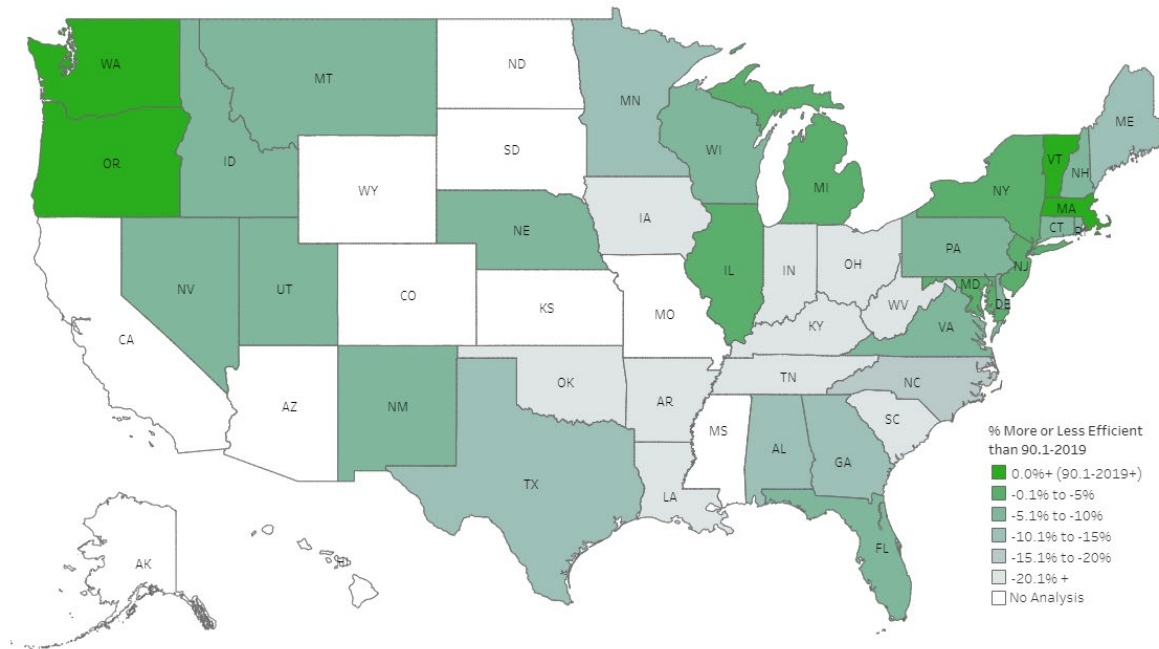 WA
MT
ND
MN
ME
OR
ID
SD
WI
VT
NH
WY
MI
NY
MA
CT
IA
NE
PA
NV
UT
CO
IL
IN
OH
NJ
MD
DE
WV
KS
MO
VA
CA
KY
OK
TN
NC
AZ
NM
AR
SC
MS
AL
GA
TX
LA
FL
AK
% More or Less Efficient
than 90.1-2019
0.0%+ (90.1-2019+)
-0.1% to -5%
-5.1% to -10%
-10.1% to -15%
-15.1% to -20%
-20.1% +
No Analysis